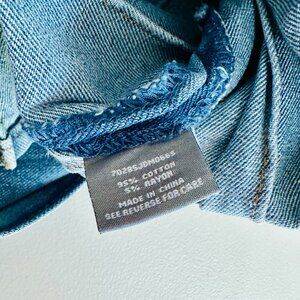 70285JDM0665
95% COTTON
5% RAYON
MADE IN CHINA
SEE REVERSE FOR CARE